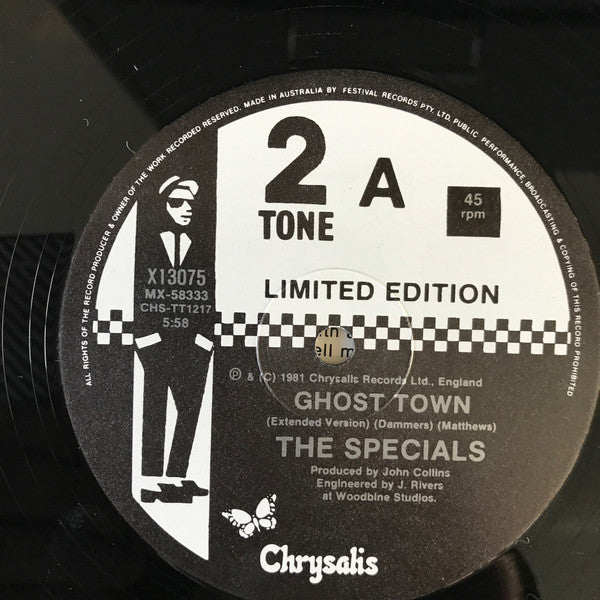 ALL RIGHTS OF THE RECORD PRODUCER & OWNER OF THE WORK RECORDED RESERVED. MADE IN AUSTRALIA BY FESTIVAL RECORDS PTY. LTD. PUBLIC PERFORMANCE, BROADCASTING & COPYING OF THIS RECORD PROHIBITED
2 A
TONE
45
rpm
X13075
MX-58333
CHS-TT1217
5:58
LIMITED EDITION
ell m
℗ & (C) 1981 Chrysalis Records Ltd., England
GHOST TOWN
(Extended Version) (Dammers) (Matthews)
THE SPECIALS
Produced by John Collins
Engineered by J. Rivers
at Woodbine Studios.
Chrysalis